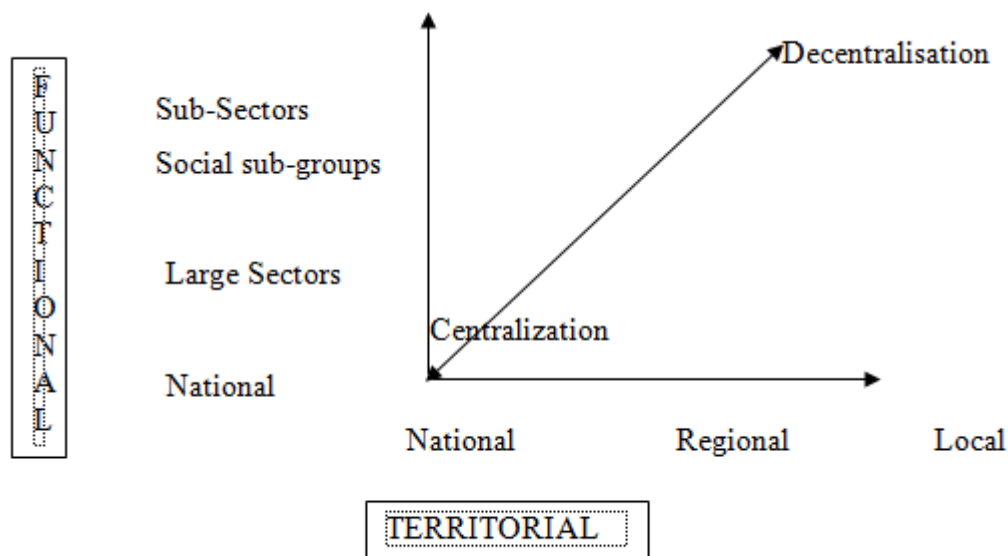 Decentralisation
FUNCTIONAL
Sub-Sectors
Social sub-groups
Large Sectors
Centralization
National
National Regional Local
TERRITORIAL